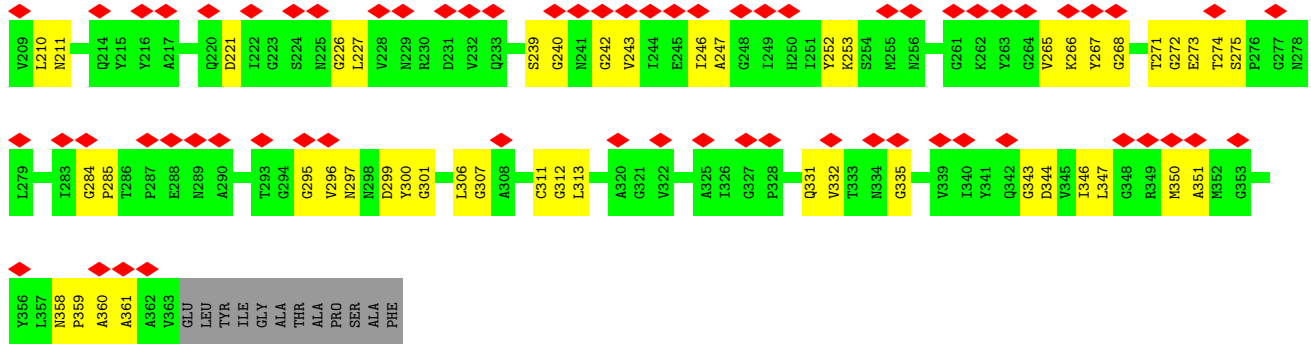 V209 L210 N211 Q214 Y215 Y216 A217 Q220 D221 I222 G223 S224 N225 G226 L227 V228 N229 R230 D231 V232 Q233 S239 G240 N241 G242 V243 I244 E245 I246 A247 G248 I249 H250 I251 Y252 K253 S254 M255 N256 G261 K262 Y263 G264 V265 K266 Y267 G268 T271 G272 E273 T274 S275 P276 G277 N278
L279 I283 G284 P285 T286 P287 E288 N289 A290 T293 G294 G295 V296 N297 N298 D299 Y300 G301 L306 G307 A308 C311 G312 L313 A320 G321 V322 A325 I326 G327 P328 Q331 V332 T333 N334 G335 V339 I340 Y341 Q342 G343 D344 V345 I346 L347 G348 R349 M350 A351 M352 G353
Y356 L357 N358 P359 A360 A361 A362 V363 GLU LEU TYR ILE GLY ALA THR ALA PRO SER ALA PHE